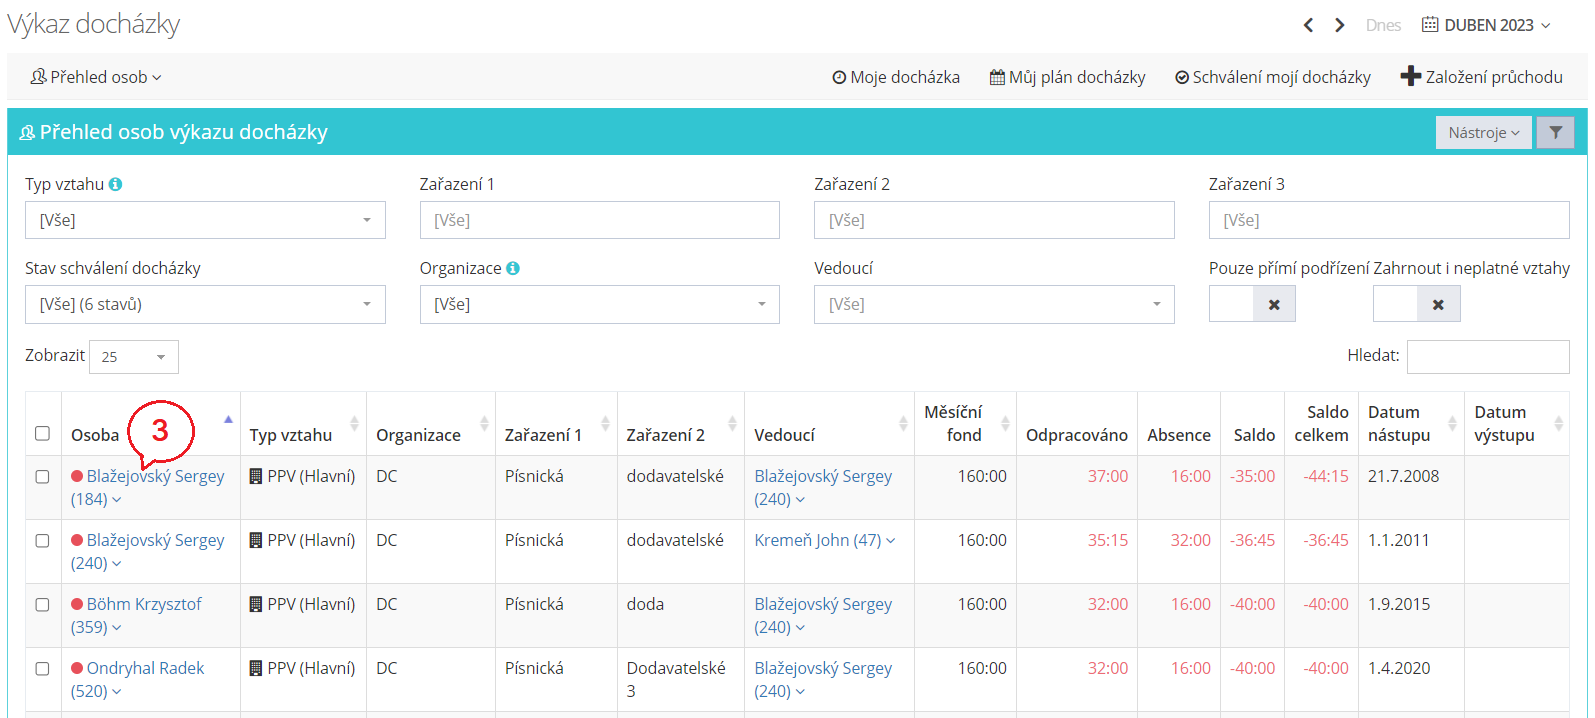 Výkaz docházky
Dnes DUBEN 2023
Přehled osob Moje docházka Můj plán docházky Schválení mojí docházky Založení průchodu
Přehled osob výkazu docházky Nástroje
Typ vztahu Zařazení 1 Zařazení 2 Zařazení 3
[Vše] [Vše] [Vše] [Vše]
Stav schválení docházky Organizace Vedoucí Pouze přímí podřízení Zahrnout i neplatné vztahy
[Vše] (6 stavů) [Vše] [Vše]
Zobrazit 25 Hledat:
Měsíční Saldo Datum Datum
Osoba 3 Typ vztahu Organizace Zařazení 1 Zařazení 2 Vedoucí fond Odpracováno Absence Saldo celkem nástupu výstupu
Blažejovský Sergey PPV (Hlavní) DC Písnická dodavatelské Blažejovský Sergey 160:00 37:00 16:00 -35:00 -44:15 21.7.2008
(184) (240)
Blažejovský Sergey PPV (Hlavní) DC Písnická dodavatelské Kremeň John (47) 160:00 35:15 32:00 -36:45 -36:45 1.1.2011
(240)
Böhm Krzysztof PPV (Hlavní) DC Písnická doda Blažejovský Sergey 160:00 32:00 16:00 -40:00 -40:00 1.9.2015
(359) (240)
Ondryhal Radek PPV (Hlavní) DC Písnická Dodavatelské Blažejovský Sergey 160:00 32:00 16:00 -40:00 -40:00 1.4.2020
(520) 3 (240)